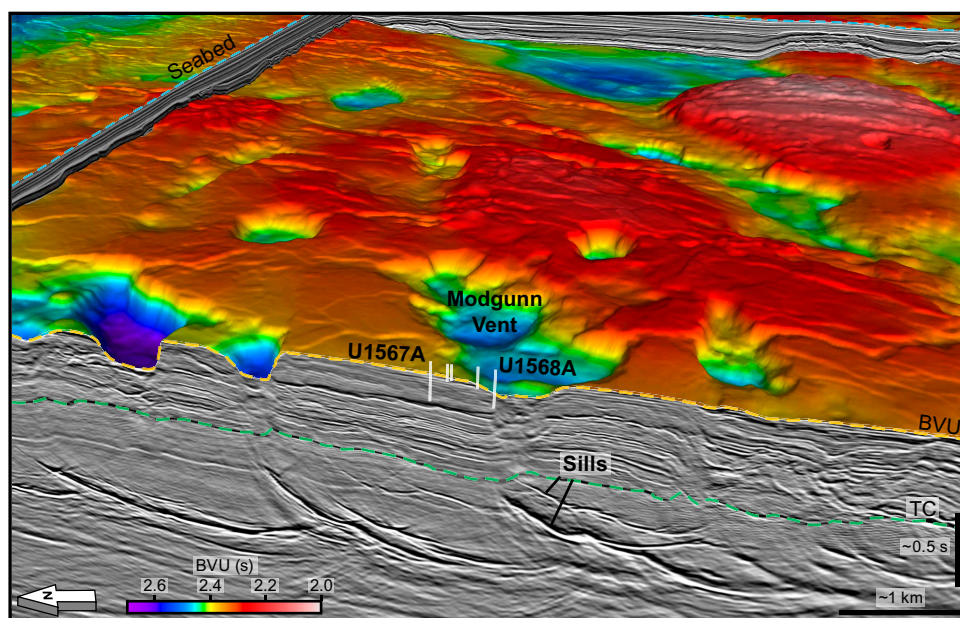 Seabed
Modgunn
Vent
U1567A
U1568A
BVU
Sills
TC
~0.5 s
BVU (s)
2.6 2.4 2.2 2.0
N
~1 km